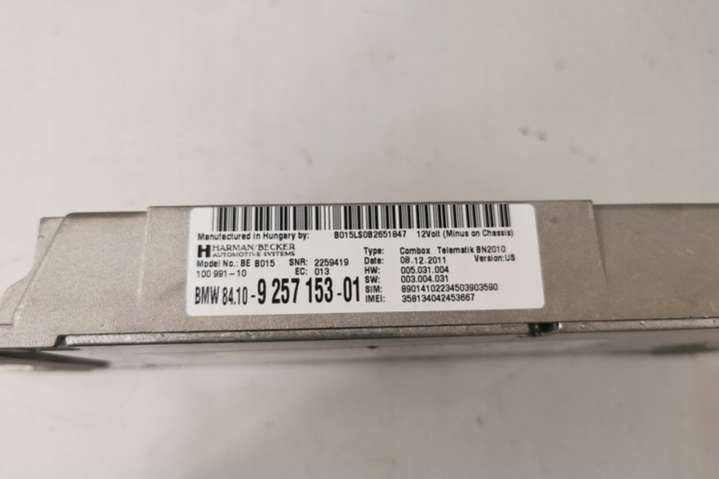 Manufactured in Hungary by: B015LS0B2651847 12Volt (Minus on Chassis)
HARMAN/BECKER Type: Combox Telematik BN2010
AUTOMOTIVE SYSTEMS Date: 08.12.2011 Version:US
Model No.: BE B015 SNR: 2259419 HW: 005.031.004
100 991-10 EC: 013 SW: 003.004.031
SIM: 89014102234503903590
BMW 84.10-9 257 153-01 IMEI: 358134042453667